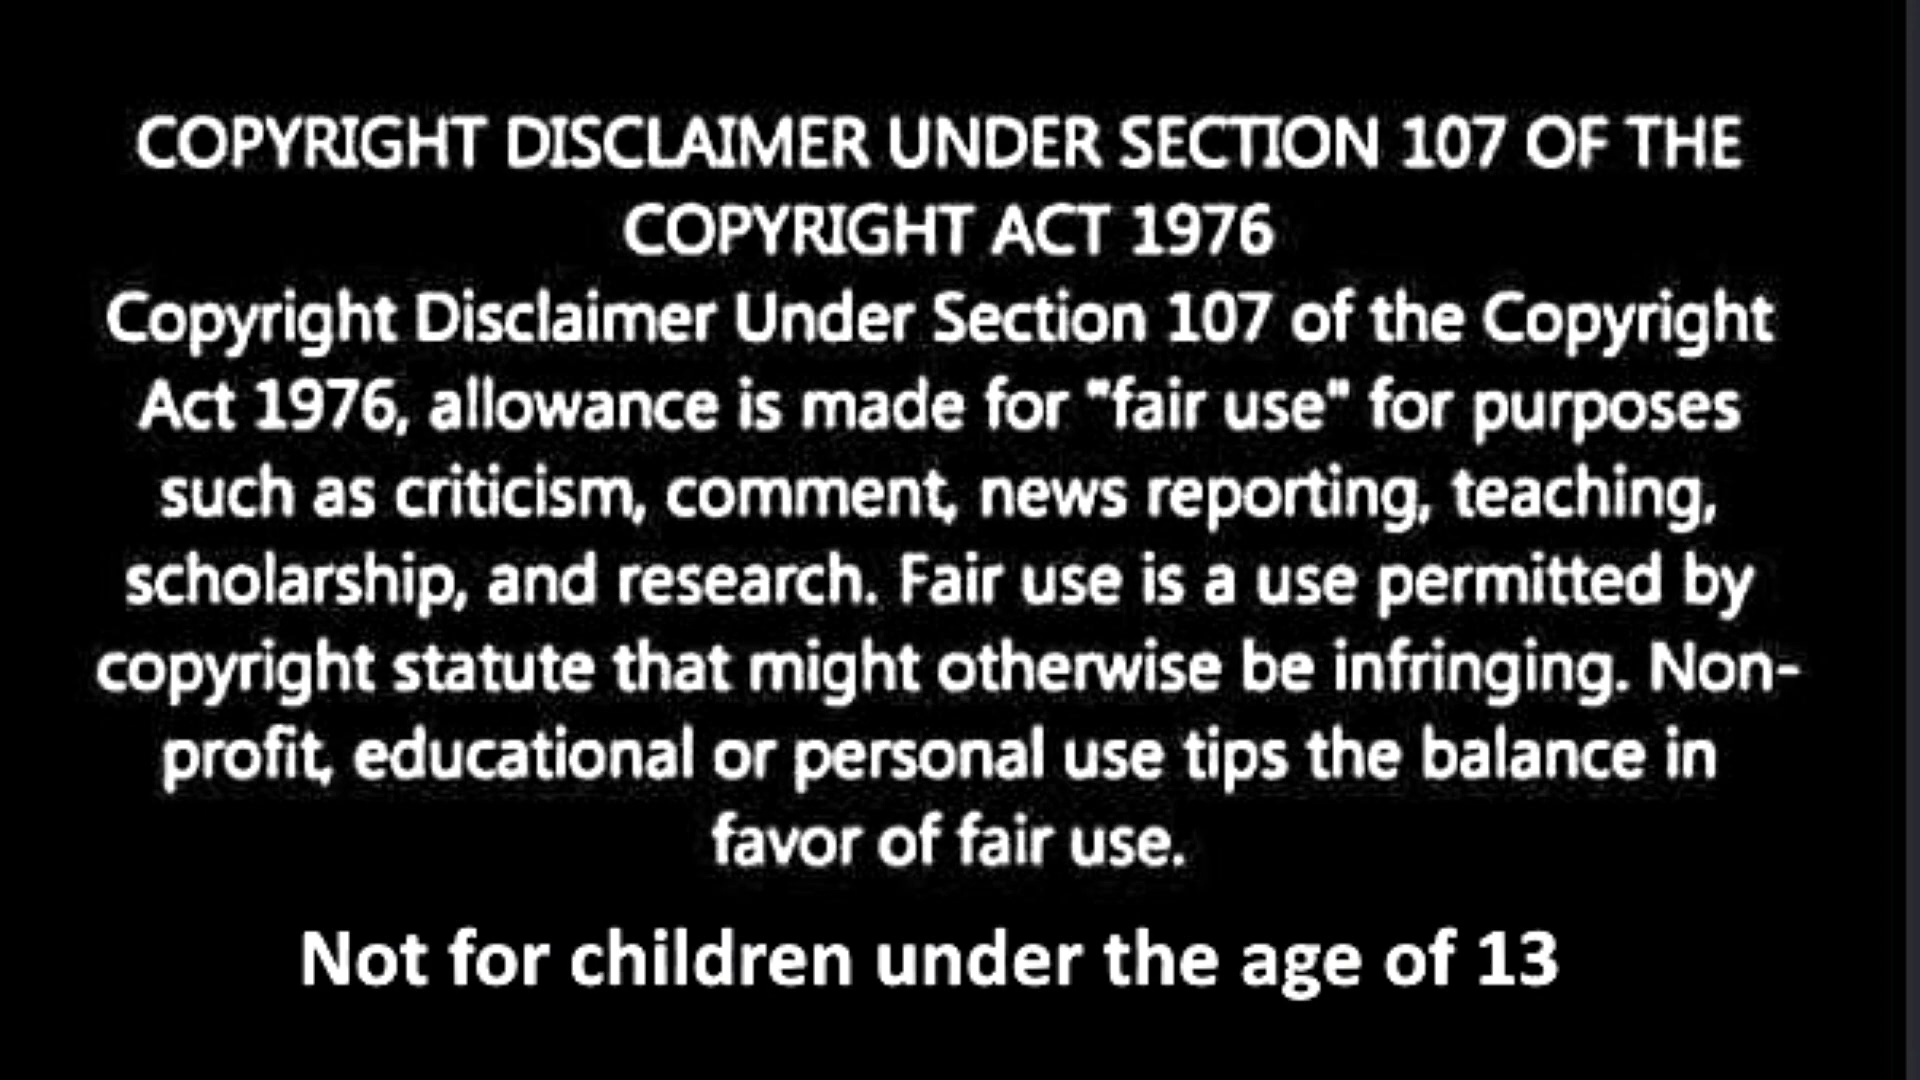 COPYRIGHT DISCLAIMER UNDER SECTION 107 OF THE
COPYRIGHT ACT 1976
Copyright Disclaimer Under Section 107 of the Copyright
Act 1976, allowance is made for "fair use" for purposes
such as criticism, comment, news reporting, teaching,
scholarship, and research. Fair use is a use permitted by
copyright statute that might otherwise be infringing. Non-
profit, educational or personal use tips the balance in
favor of fair use.
Not for children under the age of 13